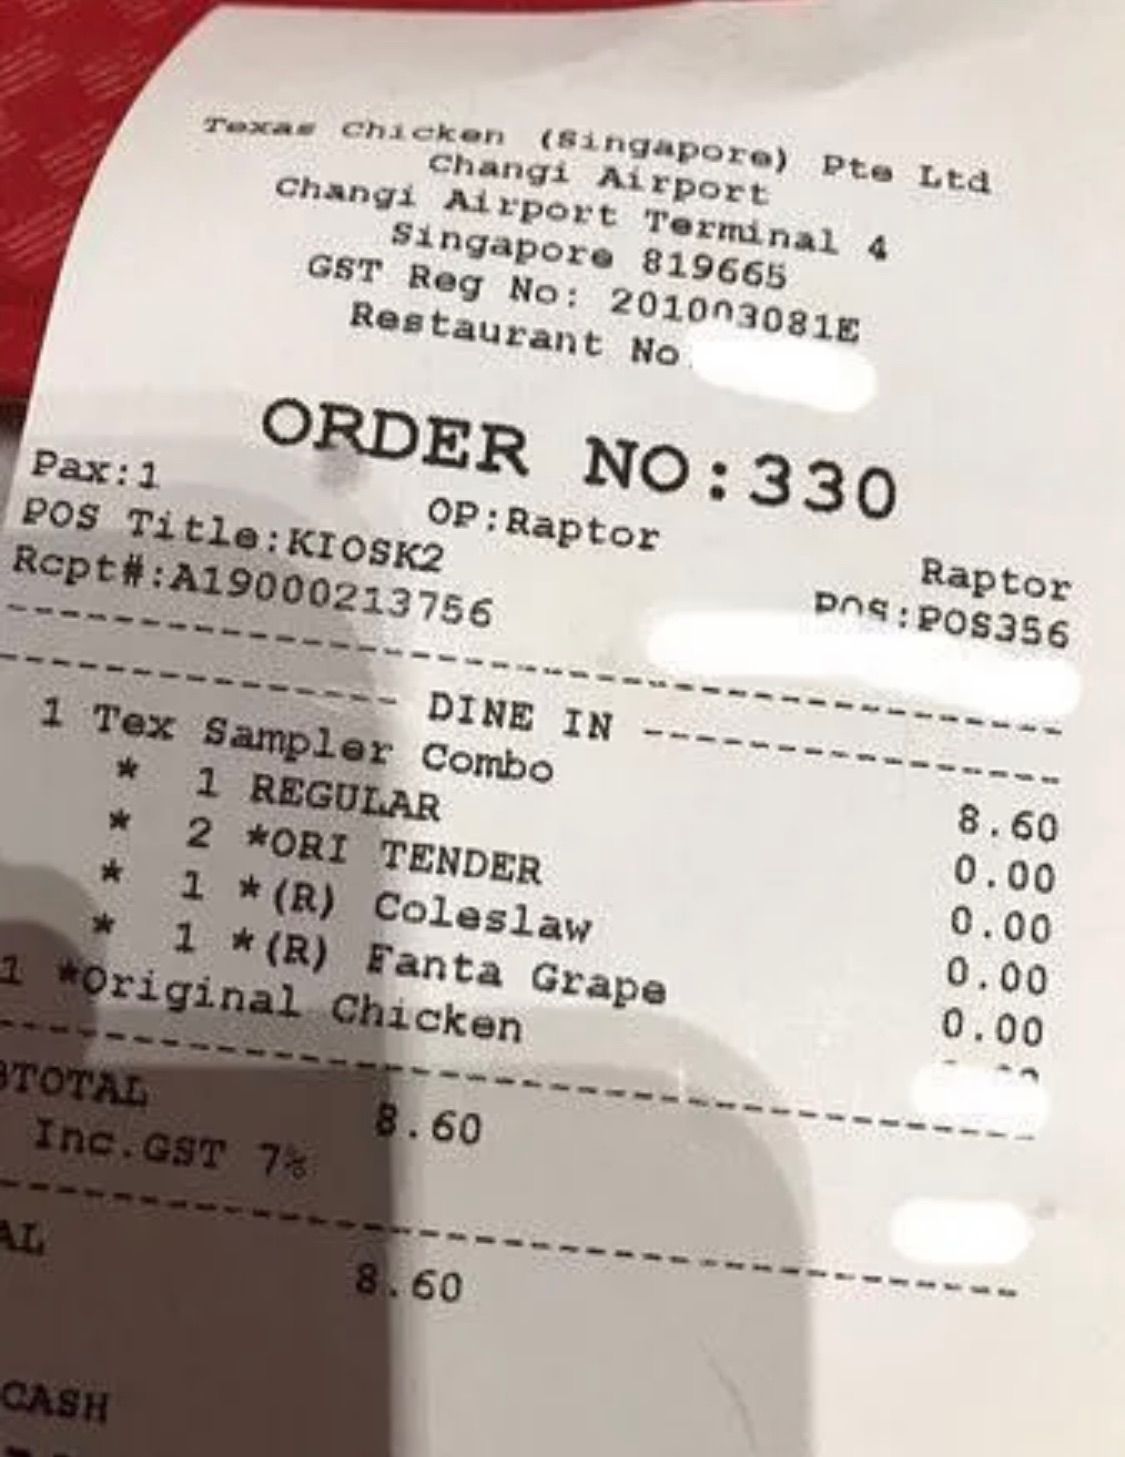 Texas Chicken (Singapore) Pte Ltd
Changi Airport
Changi Airport Terminal 4
Singapore 819665
GST Reg No: 201003081E
Restaurant No
ORDER NO:330
Pax:1 OP:Raptor Raptor
POS Title:KIOSK2 POS:POS356
Rcpt#:A19000213756
DINE IN
1 Tex Sampler Combo 8.60
* 1 REGULAR 0.00
* 2 *ORI TENDER 0.00
* 1 *(R) Coleslaw 0.00
* 1 *(R) Fanta Grape 0.00
1 *Original Chicken
BTOTAL 8.60
Inc.GST 7%
AL 8.60
CASH